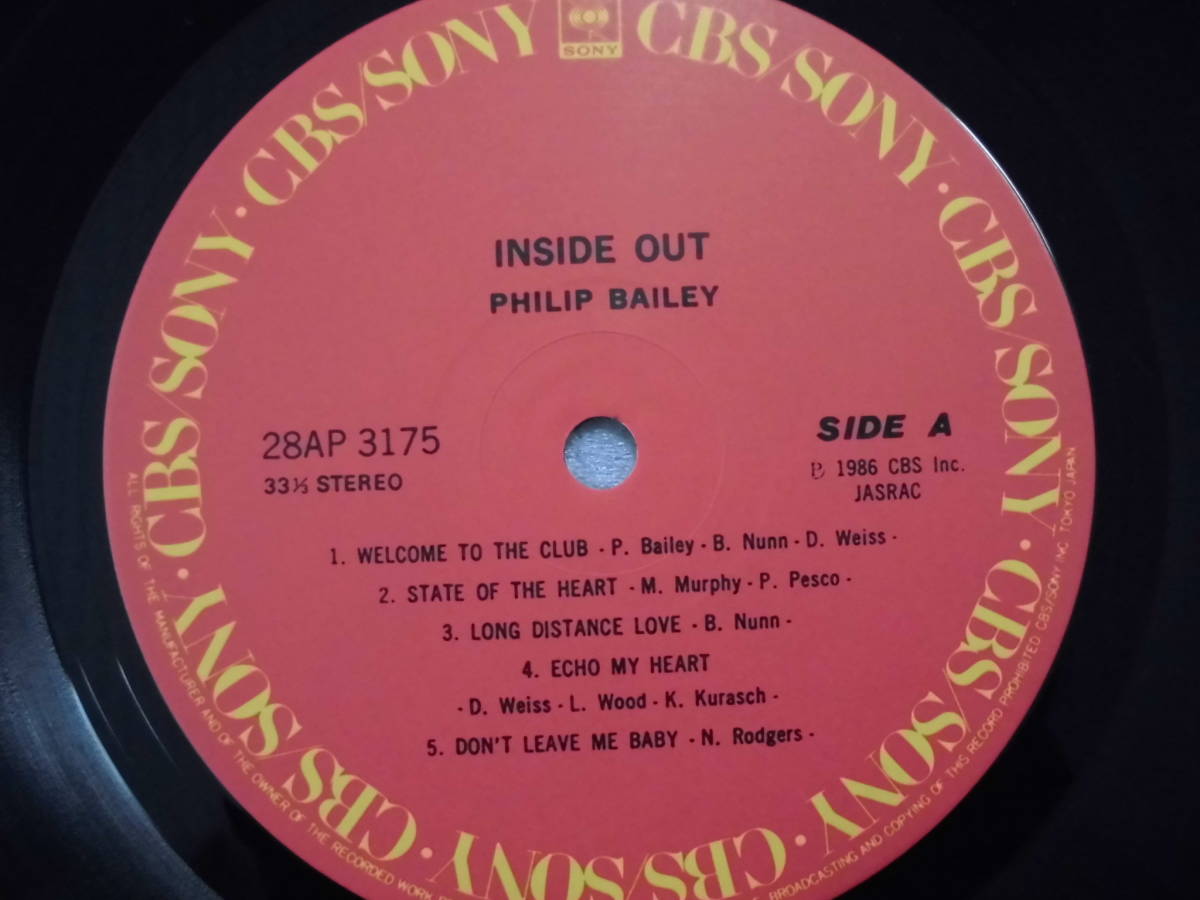 SONY
CBS/SONY · CBS/SONY · CBS/SONY · CBS/SONY · CBS/SONY · CBS/SONY · CBS/SONY · CBS/SONY
INSIDE OUT
PHILIP BAILEY
28AP 3175
33⅓ STEREO
SIDE A
Ⓟ 1986 CBS Inc.
JASRAC
1. WELCOME TO THE CLUB - P. Bailey - B. Nunn - D. Weiss -
2. STATE OF THE HEART - M. Murphy - P. Pesco -
3. LONG DISTANCE LOVE - B. Nunn -
4. ECHO MY HEART
- D. Weiss - L. Wood - K. Kurasch -
5. DON'T LEAVE ME BABY - N. Rodgers -
ALL RIGHTS OF THE MANUFACTURER AND OF THE OWNER OF THE RECORDED WORK
BROADCASTING AND COPYING OF THIS RECORD PROHIBITED CBS/SONY INC. TOKYO JAPAN